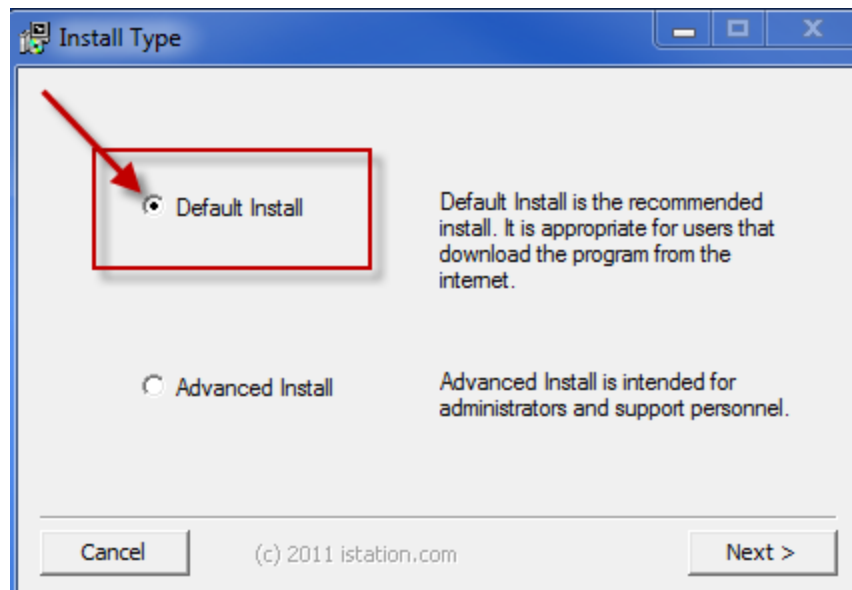 Install Type
Default Install
Default Install is the recommended
install. It is appropriate for users that
download the program from the
internet.
Advanced Install
Advanced Install is intended for
administrators and support personnel.
Cancel
(c) 2011 istation.com
Next >